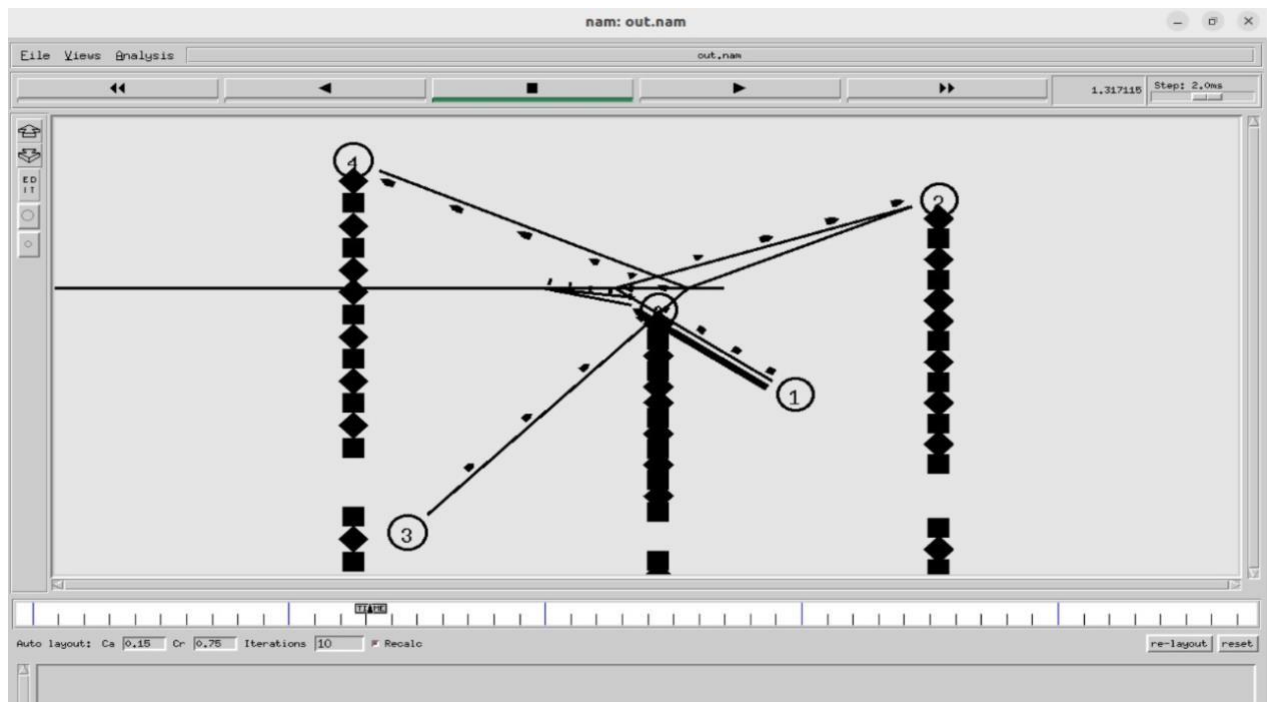 nam: out.nam
File Views Analysis out.nam
1.317115 Step: 2.0ms
ED
IT
4
2
1
3
TIME
Auto layout: Ca 0.15 Cr 0.75 Iterations 10 Recalc re-layout reset